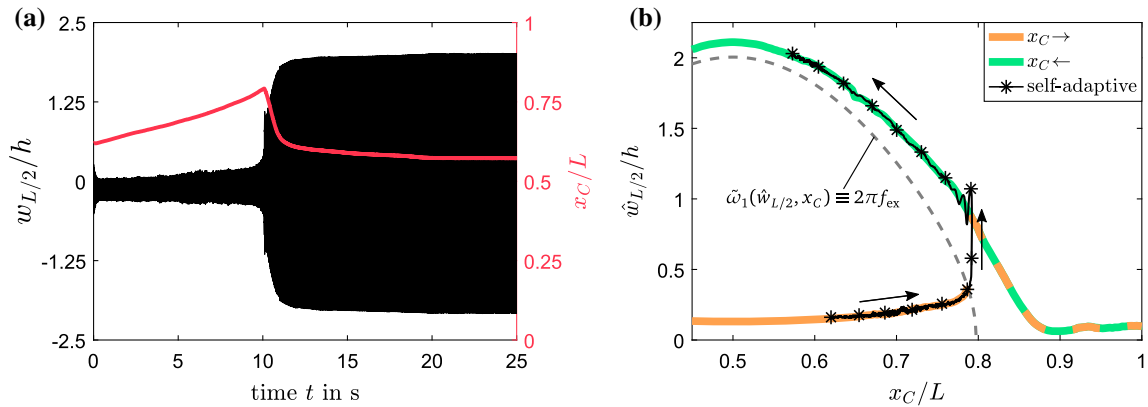 (a)
2.5
1.25
0
-1.25
-2.5
w_{L/2}/h
1
0.75
0.5
0.25
0
x_C/L
0 5 10 15 20 25
time t in s
(b)
2
1.5
1
0.5
0
ŵ_{L/2}/h
x_C →
x_C ←
self-adaptive
ω̃_1(ŵ_{L/2}, x_C) ≡ 2πf_ex
0.5 0.6 0.7 0.8 0.9 1
x_C/L